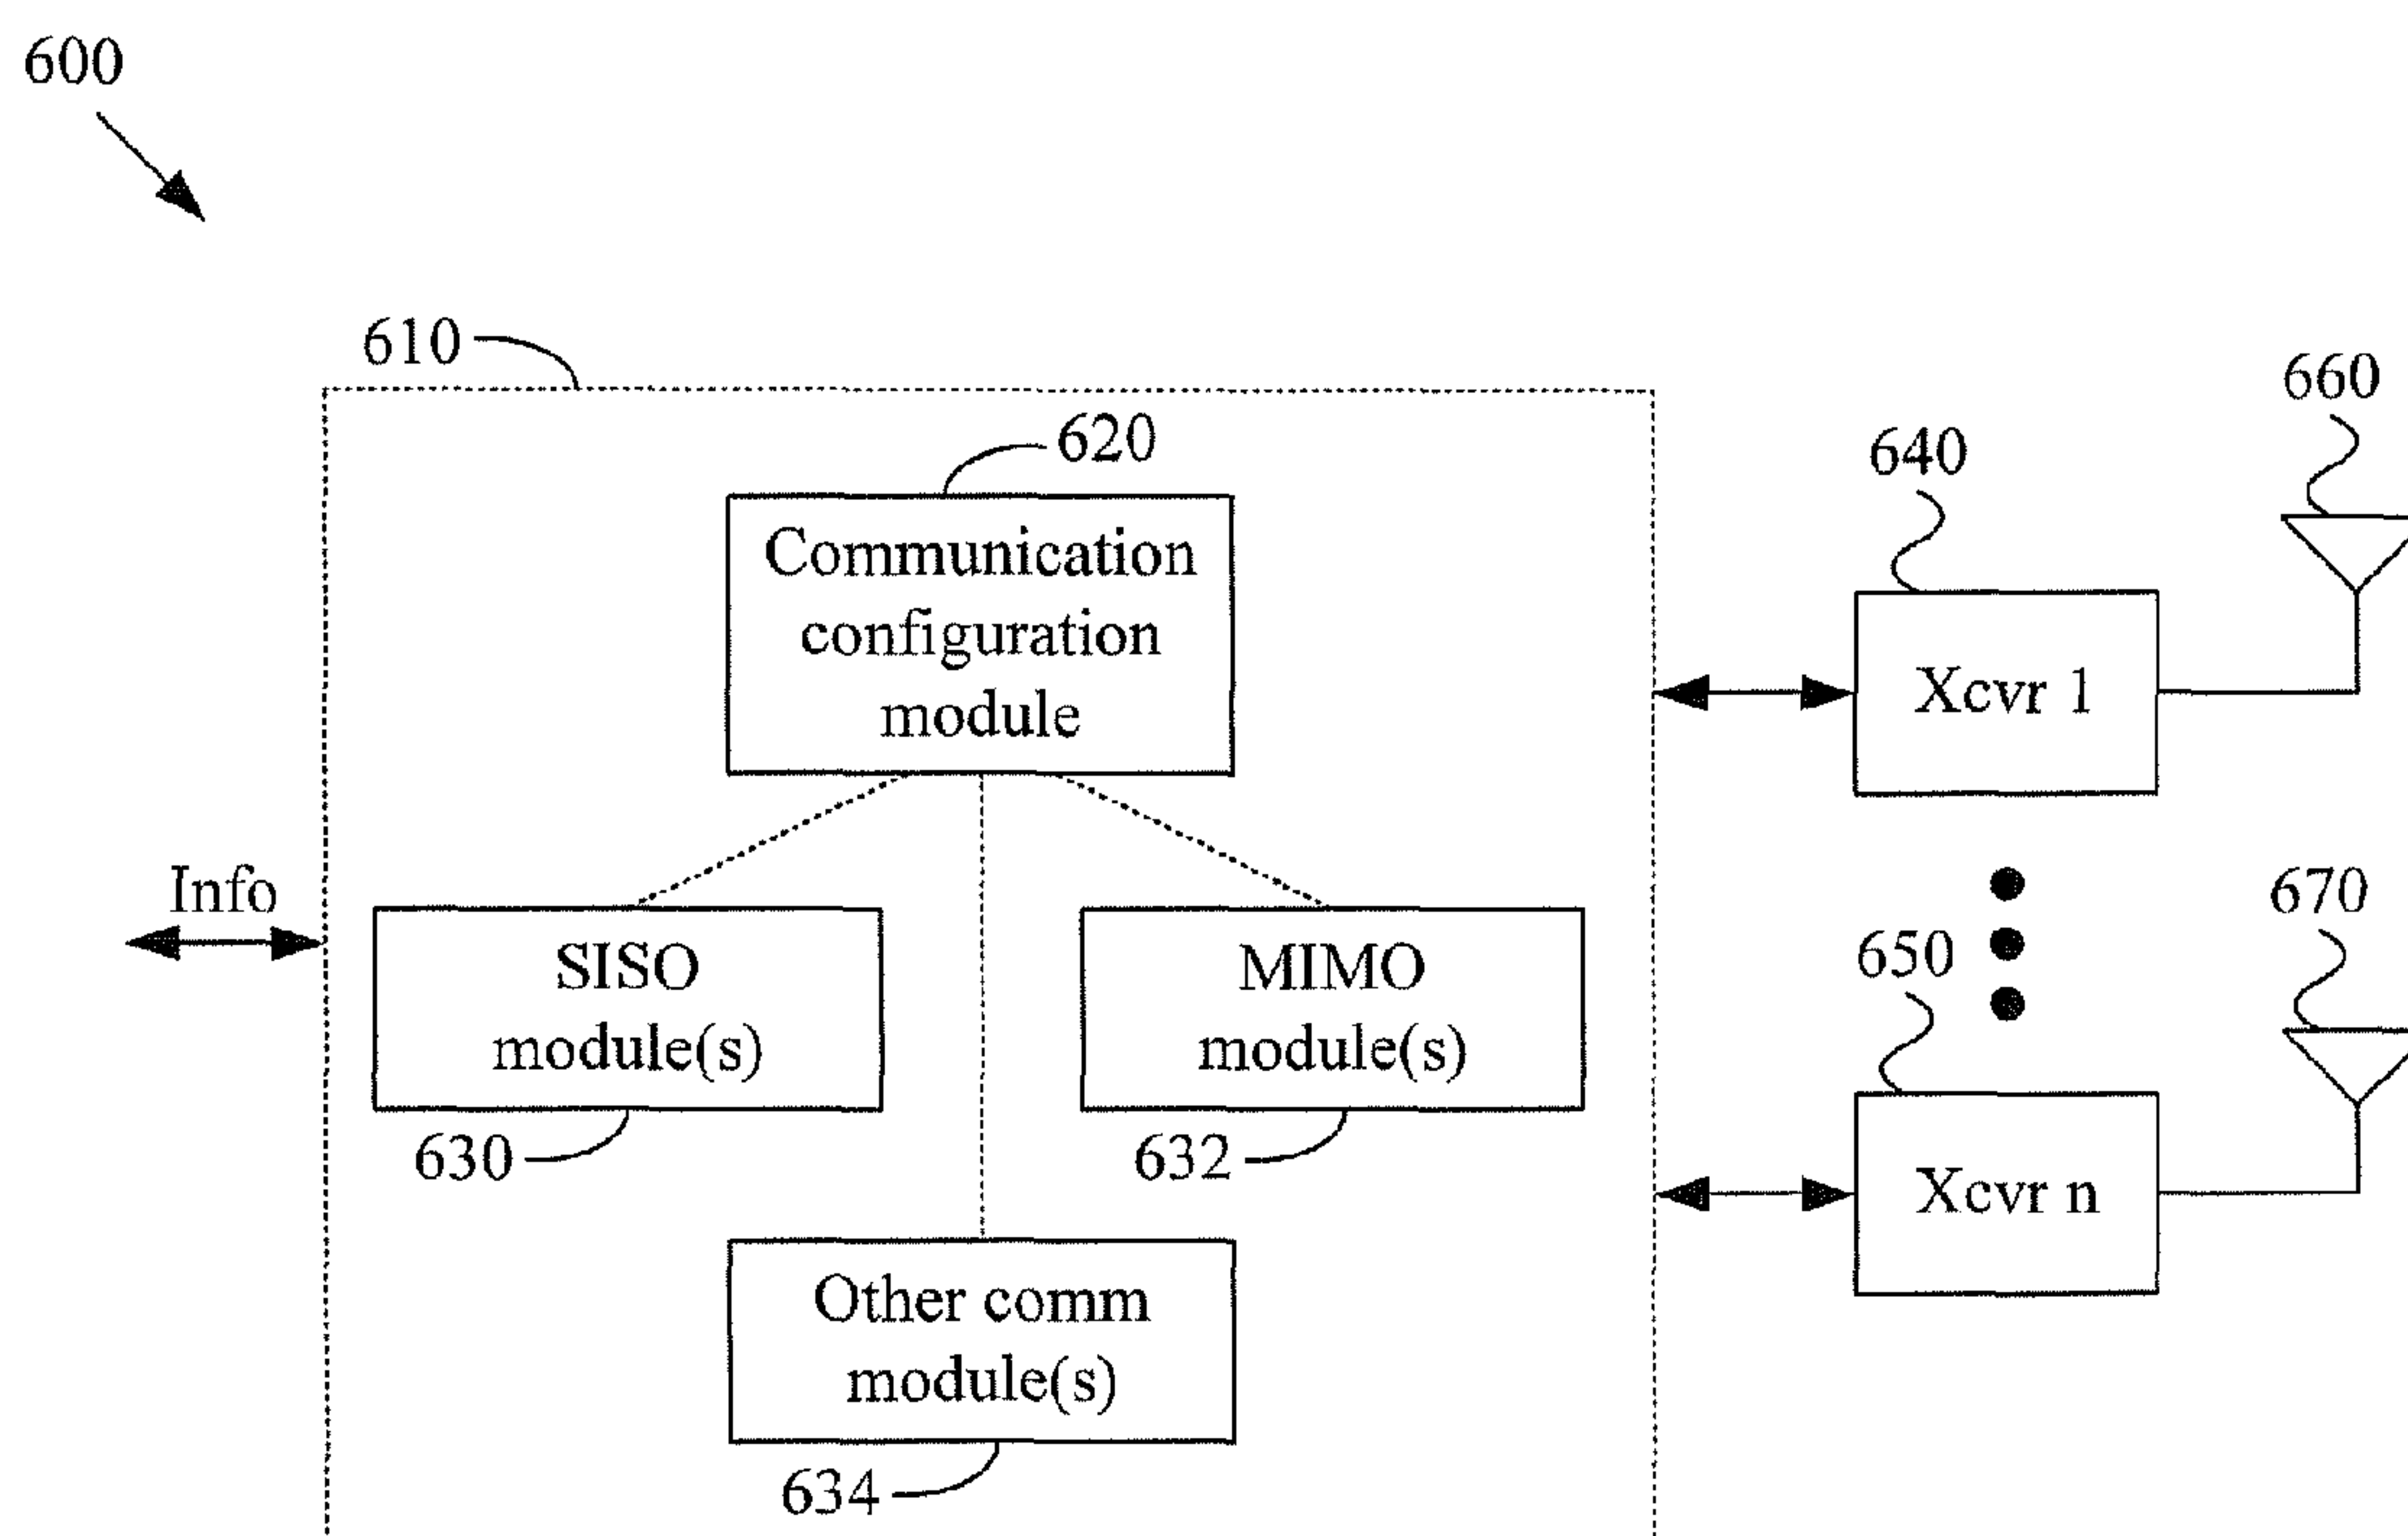 600
610
620
Communication
configuration
module
640
660
Xcvr 1
Info
SISO
module(s)
630
MIMO
module(s)
632
650
670
Xcvr n
Other comm
module(s)
634